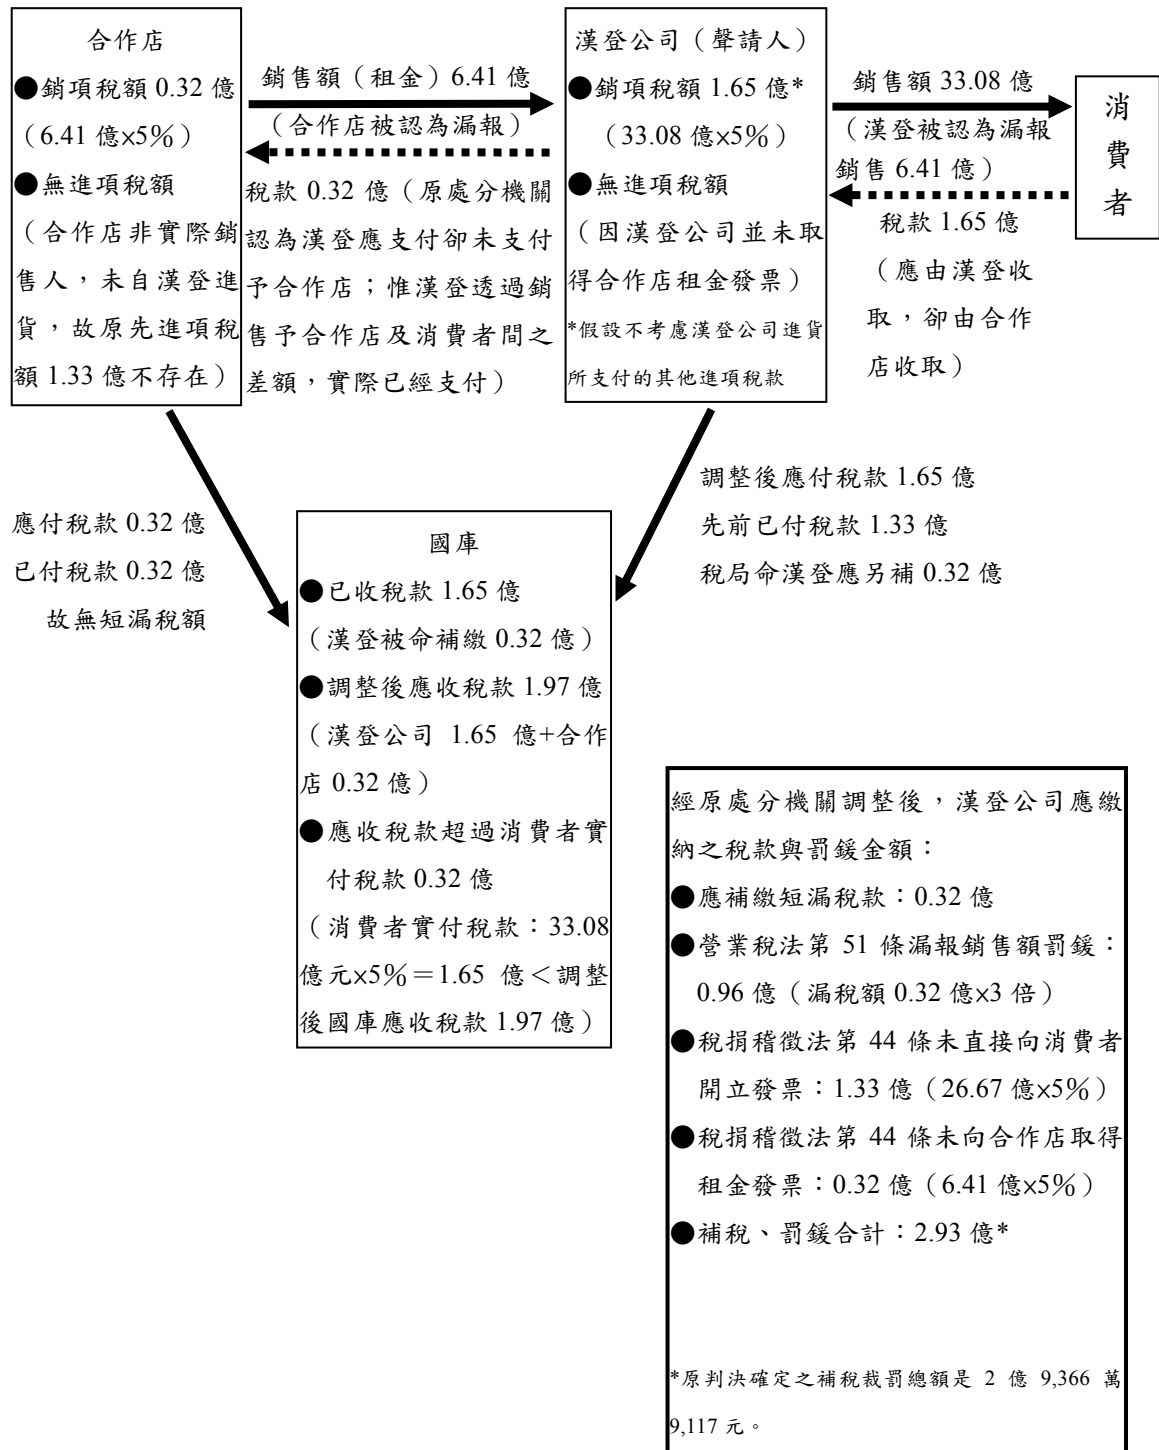 合作店
●銷項稅額 0.32 億
（6.41 億×5%）
●無進項稅額
（合作店非實際銷
售人，未自漢登進
貨，故原先進項稅
額 1.33 億不存在）
銷售額（租金）6.41 億
（合作店被認為漏報）
稅款 0.32 億（原處分機關
認為漢登應支付卻未支付
予合作店；惟漢登透過銷
售予合作店及消費者間之
差額，實際已經支付）
漢登公司（聲請人）
●銷項稅額 1.65 億*
（33.08 億×5%）
●無進項稅額
（因漢登公司並未取
得合作店租金發票）
*假設不考慮漢登公司進貨
所支付的其他進項稅款
銷售額 33.08 億
（漢登被認為漏報
銷售 6.41 億）
稅款 1.65 億
（應由漢登收
取，卻由合作
店收取）
消
費
者
應付稅款 0.32 億
已付稅款 0.32 億
故無短漏稅額
調整後應付稅款 1.65 億
先前已付稅款 1.33 億
稅局命漢登應另補 0.32 億
國庫
●已收稅款 1.65 億
（漢登被命補繳 0.32 億）
●調整後應收稅款 1.97 億
（漢登公司 1.65 億+合作
店 0.32 億）
●應收稅款超過消費者實
付稅款 0.32 億
（消費者實付稅款：33.08
億元×5%＝1.65 億＜調整
後國庫應收稅款 1.97 億）
經原處分機關調整後，漢登公司應繳
納之稅款與罰鍰金額：
●應補繳短漏稅款：0.32 億
●營業稅法第 51 條漏報銷售額罰鍰：
0.96 億（漏稅額 0.32 億×3 倍）
●稅捐稽徵法第 44 條未直接向消費者
開立發票：1.33 億（26.67 億×5%）
●稅捐稽徵法第 44 條未向合作店取得
租金發票：0.32 億（6.41 億×5%）
●補稅、罰鍰合計：2.93 億*
*原判決確定之補稅裁罰總額是 2 億 9,366 萬
9,117 元。